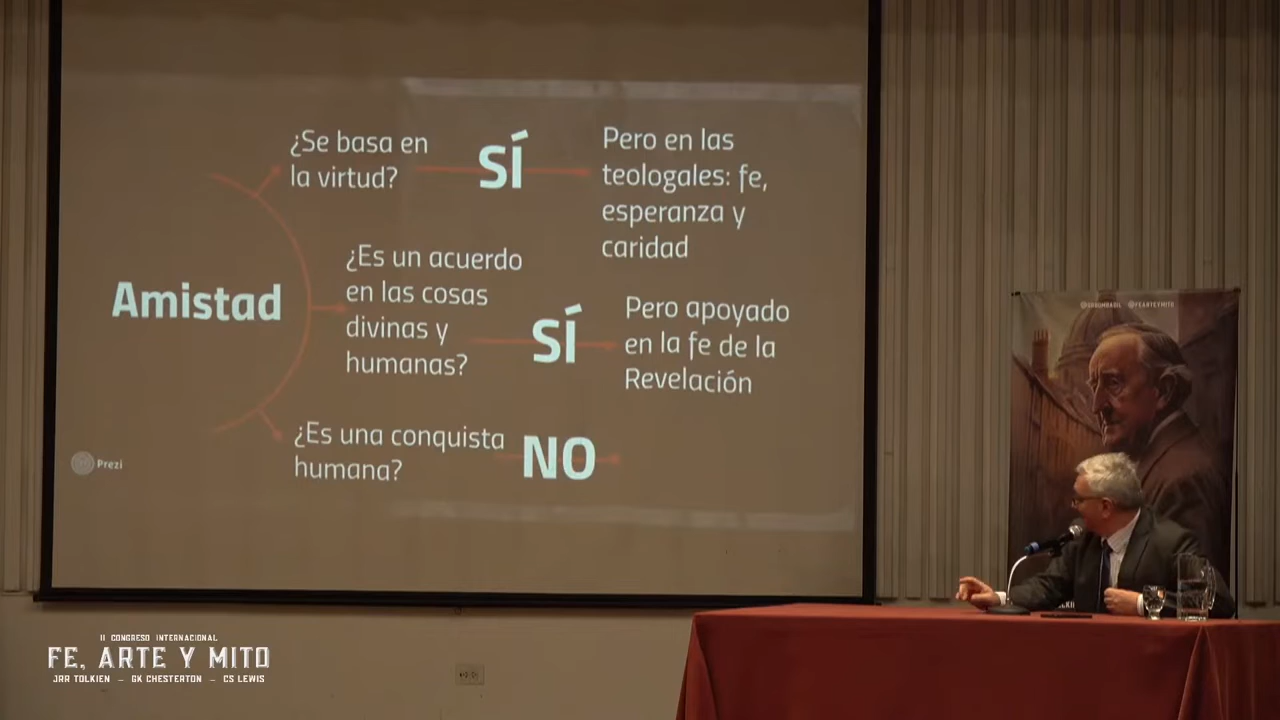 ¿Se basa en
la virtud?
SÍ
Pero en las
teologales: fe,
esperanza y
caridad
Amistad
¿Es un acuerdo
en las cosas
divinas y
humanas?
SÍ
Pero apoyado
en la fe de la
Revelación
¿Es una conquista
humana?
NO
Prezi
II CONGRESO INTERNACIONAL
FE, ARTE Y MITO
JRR TOLKIEN – GK CHESTERTON – CS LEWIS
@FEARTEYMITO